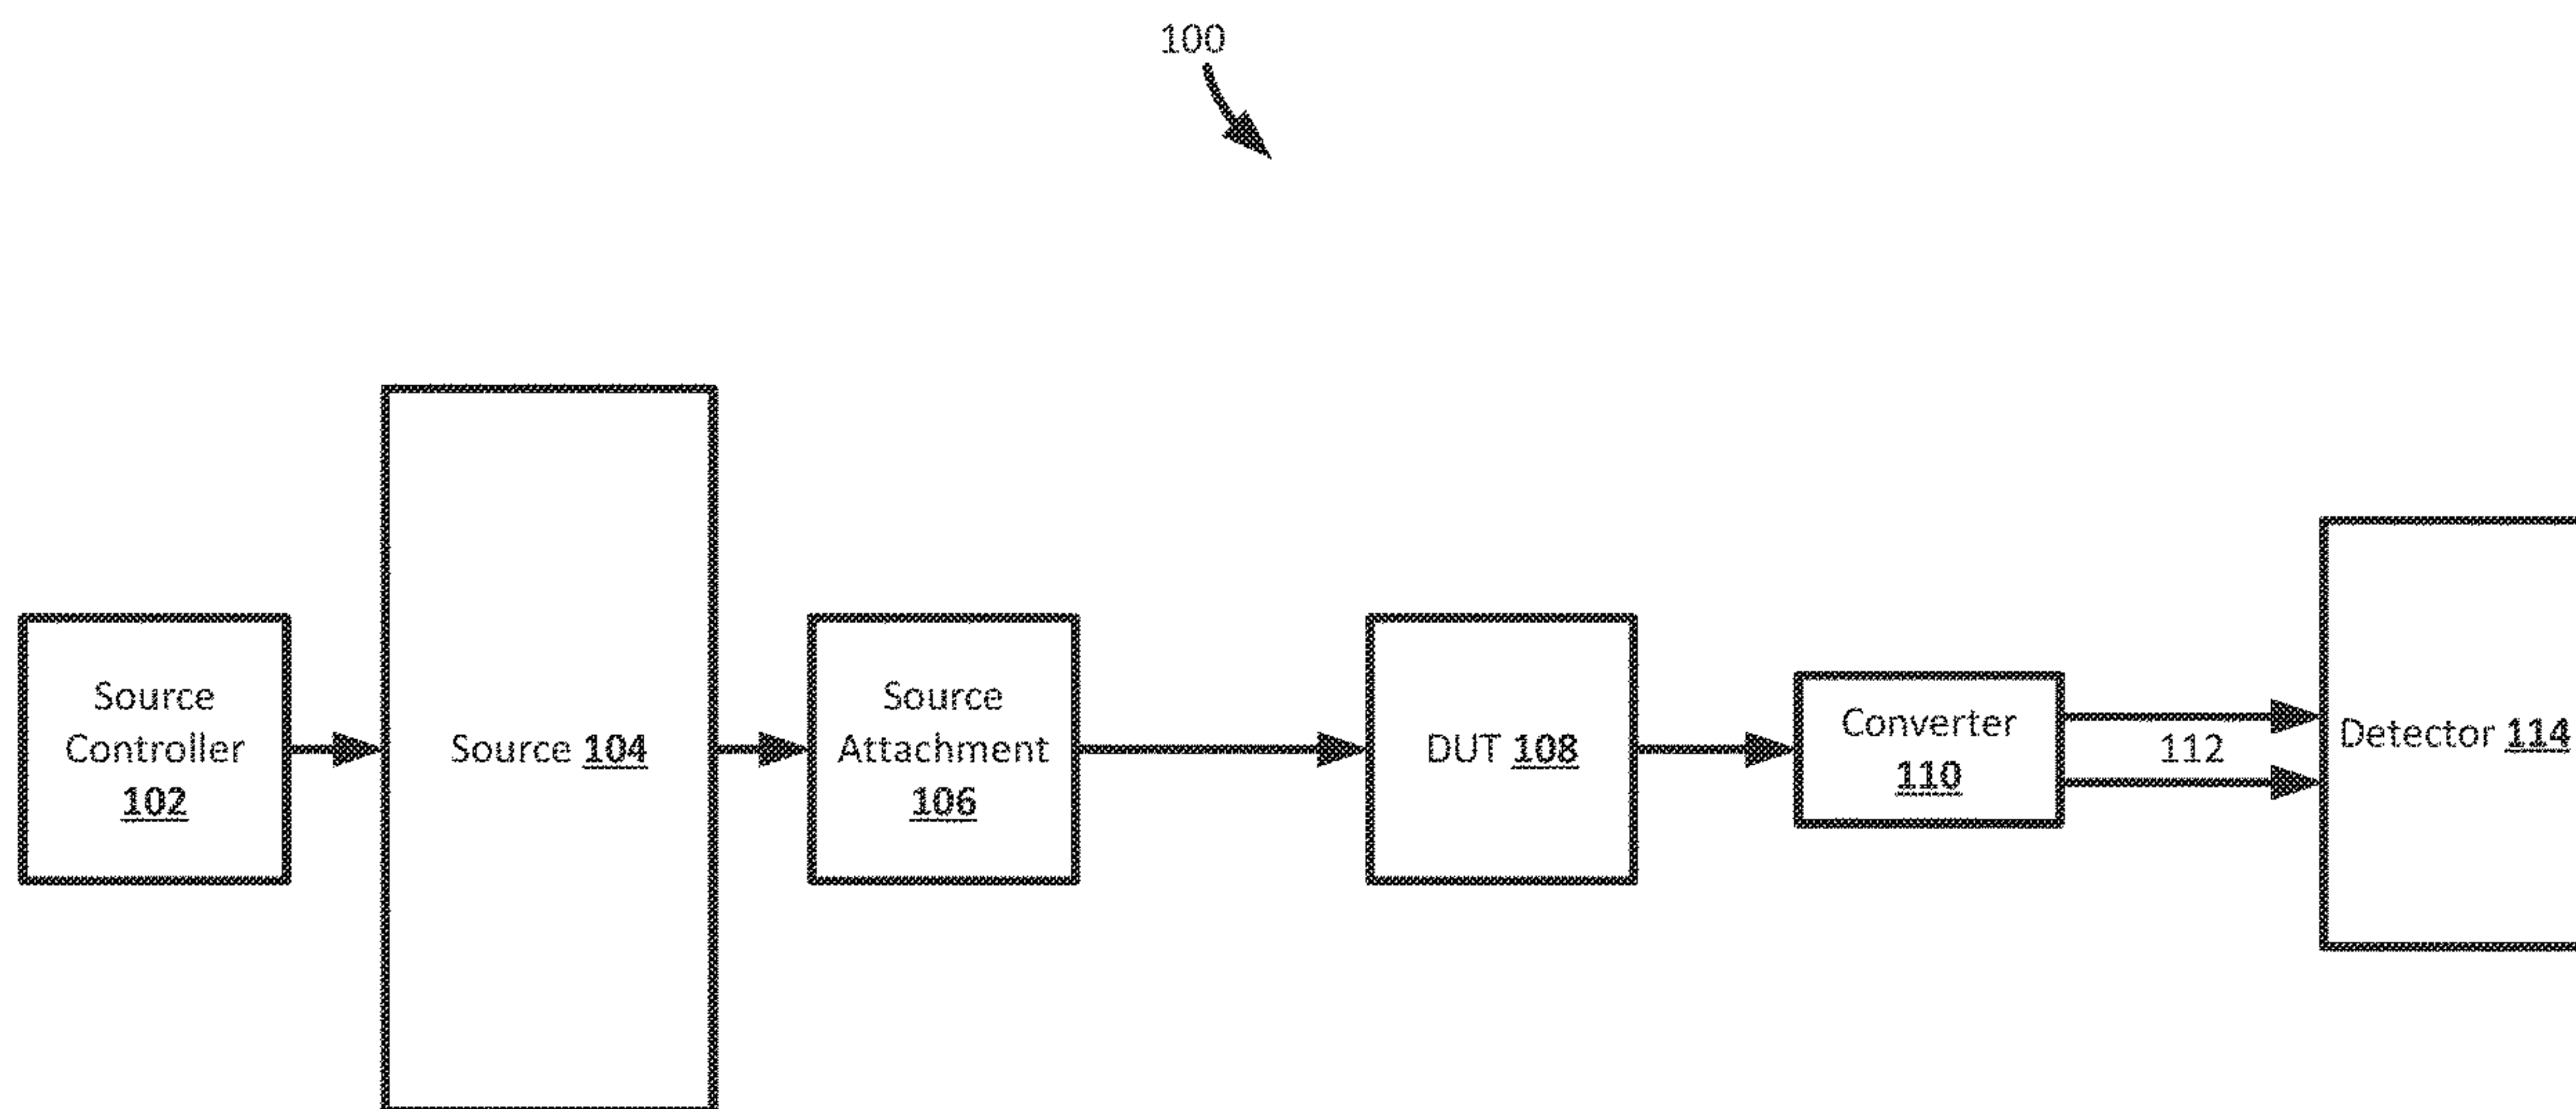 100
Source
Controller
102
Source 104
Source
Attachment
106
DUT 108
Converter
110
112
Detector 114